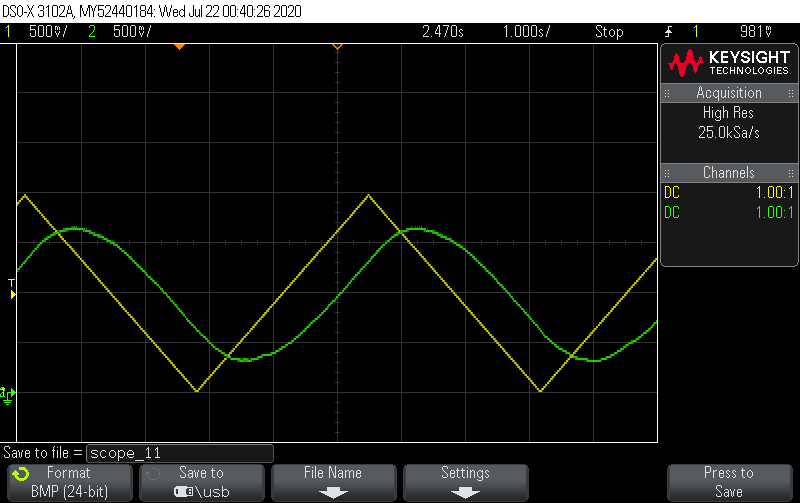 DSO-X 3102A, MY52440184: Wed Jul 22 00:40:26 2020
1 500mV/ 2 500mV/ 2.470s 1.000s/ Stop 1 981mV
KEYSIGHT
TECHNOLOGIES
Acquisition
High Res
25.0kSa/s
Channels
DC 1.00:1
DC 1.00:1
T
Save to file = scope_11
Format
BMP (24-bit)
Save to
\usb
File Name
Settings
Press to
Save